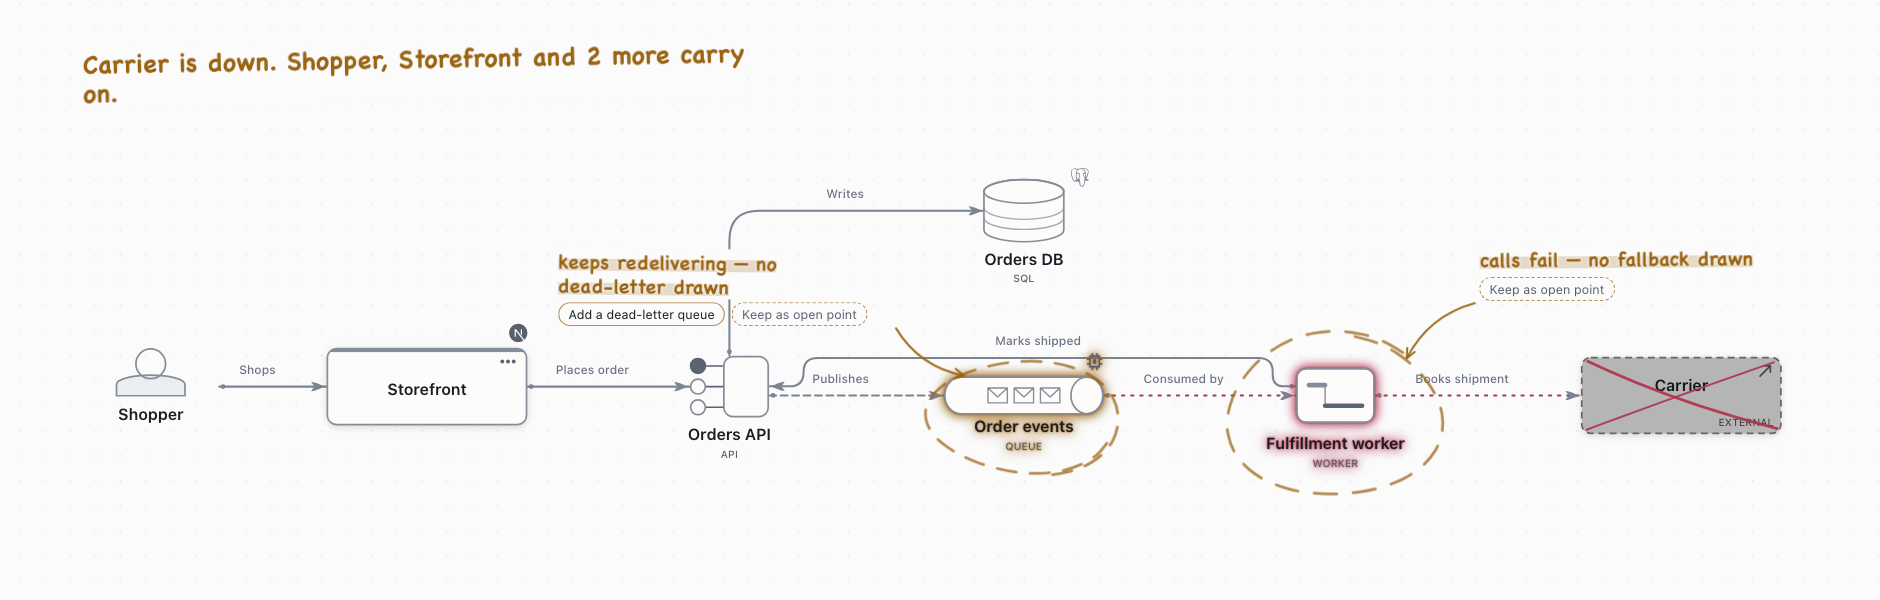 Carrier is down. Shopper, Storefront and 2 more carry
on.
Writes
Orders DB
SQL
keeps redelivering — no
dead-letter drawn
Add a dead-letter queue
Keep as open point
calls fail — no fallback drawn
Keep as open point
N
Shops
Shopper
Storefront
Places order
Orders API
API
Marks shipped
Publishes
Order events
QUEUE
Consumed by
Fulfillment worker
WORKER
Books shipment
Carrier
EXTERNAL